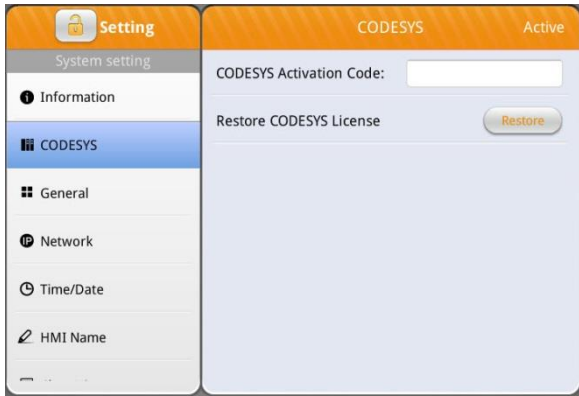 Setting
System setting
Information
CODESYS
General
IP Network
Time/Date
HMI Name
CODESYS Active
CODESYS Activation Code:
Restore CODESYS License Restore